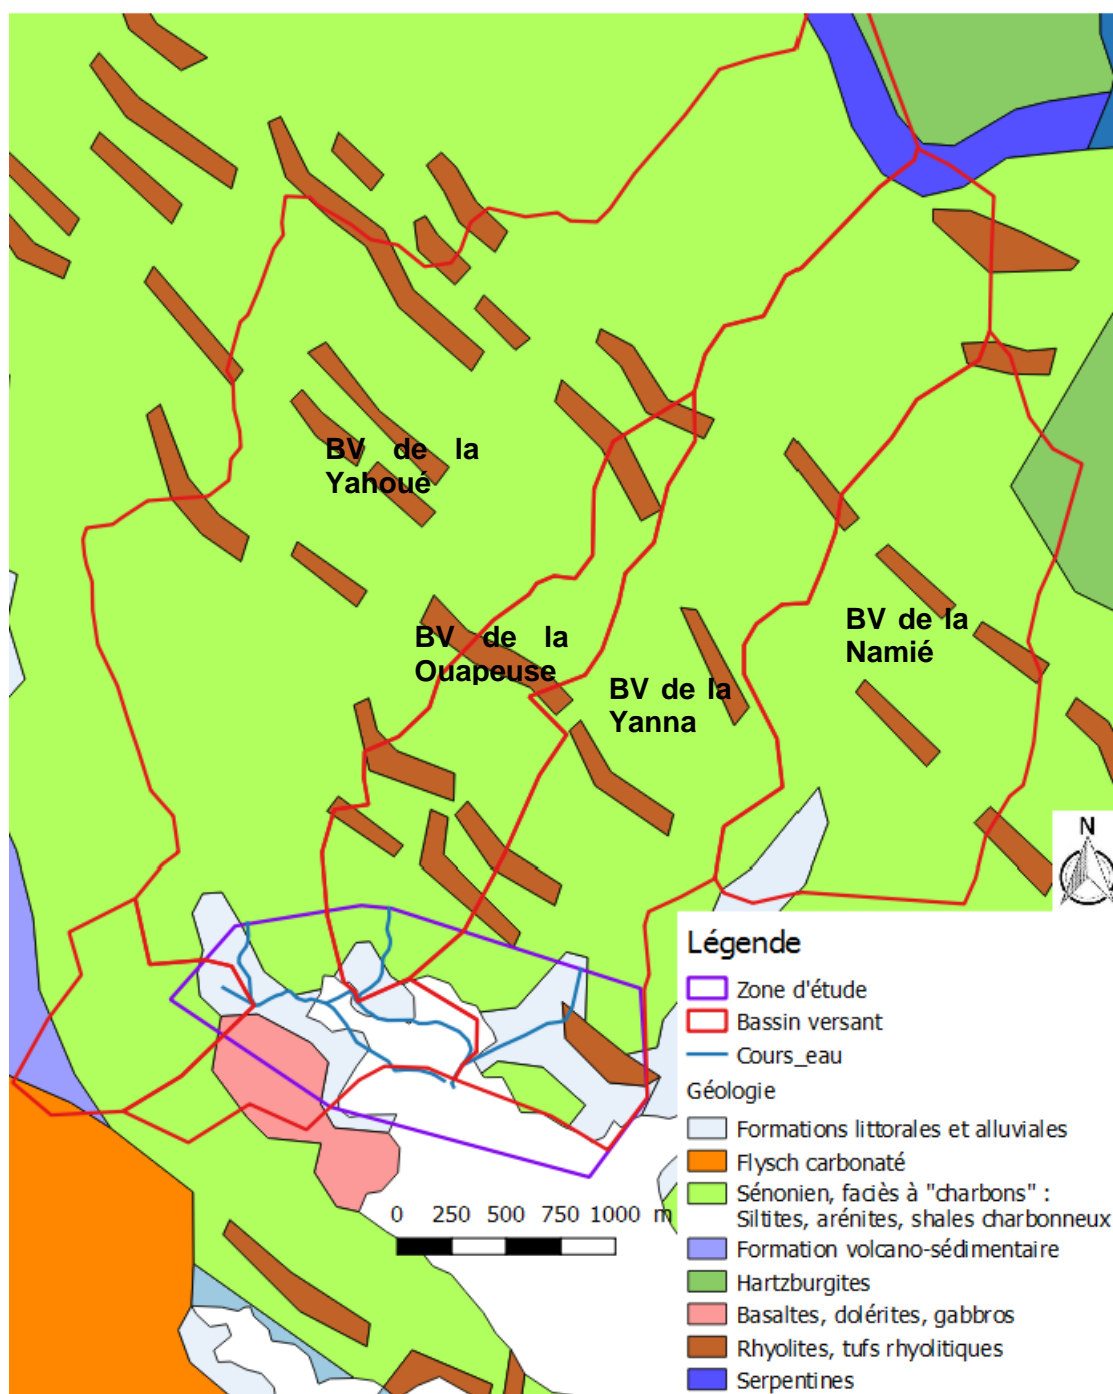 BV de la
Yahoué
BV de la
Ouapeuse
BV de la
Yanna
BV de la
Namié
N
0 250 500 750 1000 m
Légende
Zone d'étude
Bassin versant
Cours_eau
Géologie
Formations littorales et alluviales
Flysch carbonaté
Sénonien, faciès à "charbons" :
Siltites, arénites, shales charbonneux
Formation volcano-sédimentaire
Hartzburgites
Basaltes, dolérites, gabbros
Rhyolites, tufs rhyolitiques
Serpentines